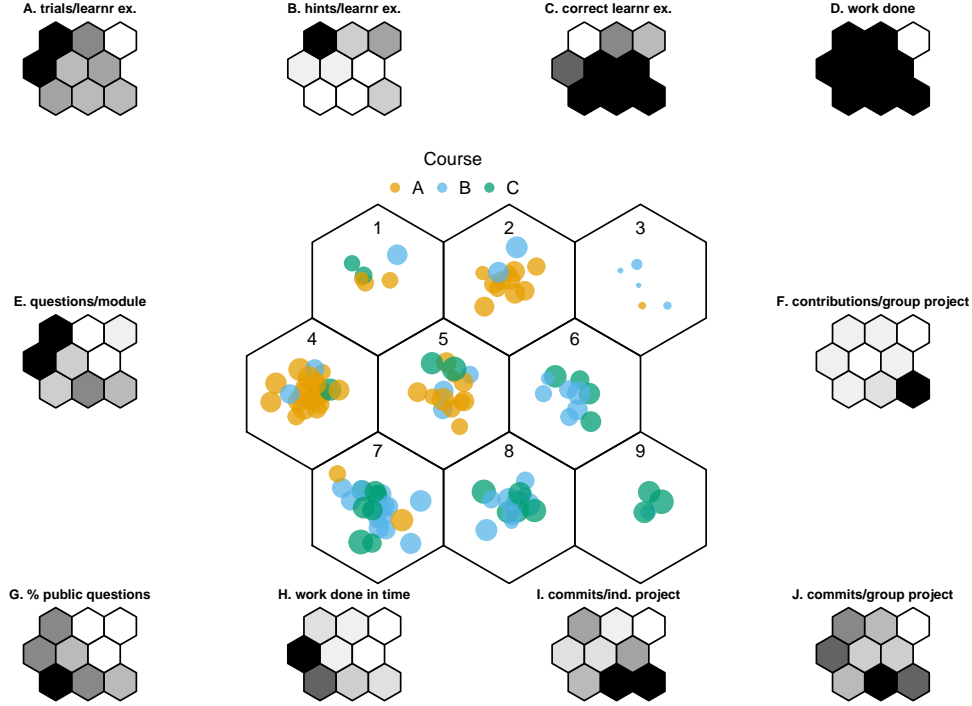 A. trials/learnr ex.
B. hints/learnr ex.
C. correct learnr ex.
D. work done
Course
A B C
1 2 3
E. questions/module
F. contributions/group project
4 5 6
7 8 9
G. % public questions
H. work done in time
I. commits/ind. project
J. commits/group project